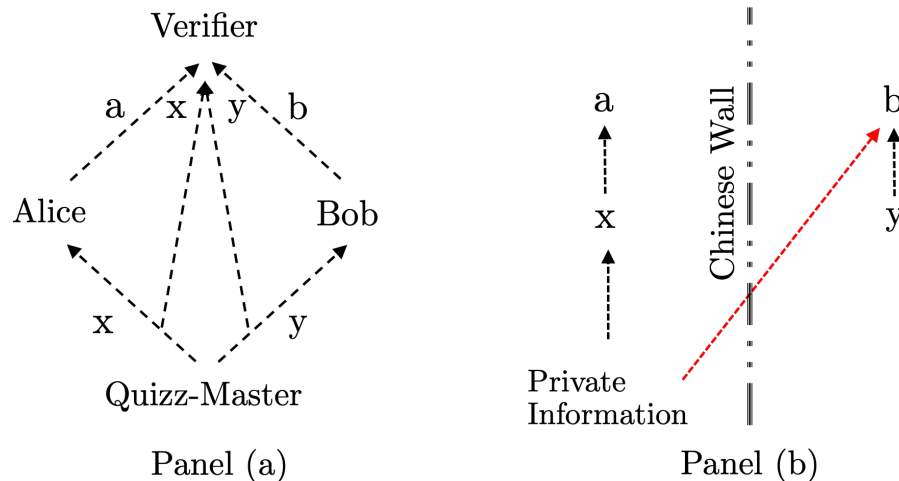 Verifier
a
x
y
b
Alice
Bob
x
y
Quizz-Master
Panel (a)
a
Chinese Wall
b
x
y
Private
Information
Panel (b)